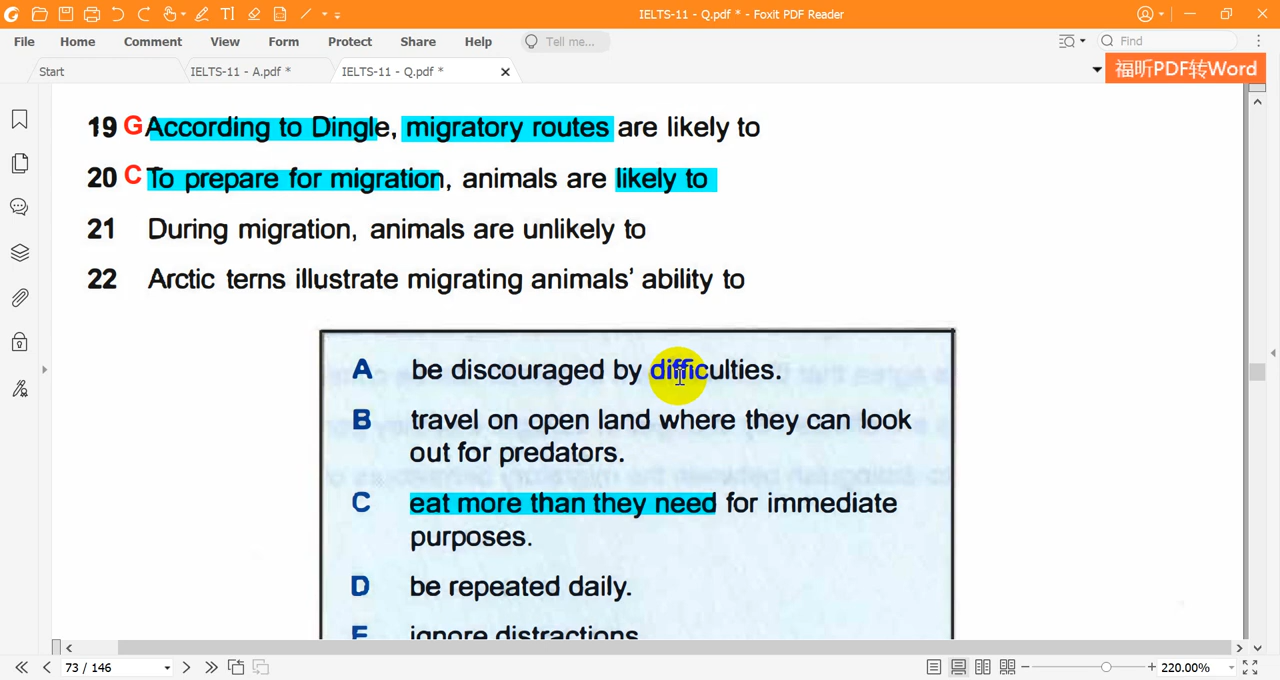 IELTS-11 - Q.pdf * - Foxit PDF Reader
File Home Comment View Form Protect Share Help Tell me... Find
Start IELTS-11 - A.pdf * IELTS-11 - Q.pdf * 福昕PDF转Word
19 G According to Dingle, migratory routes are likely to
20 C To prepare for migration, animals are likely to
21 During migration, animals are unlikely to
22 Arctic terns illustrate migrating animals' ability to
A be discouraged by difficulties.
B travel on open land where they can look
out for predators.
C eat more than they need for immediate
purposes.
D be repeated daily.
E ignore distractions
73 / 146 220.00%